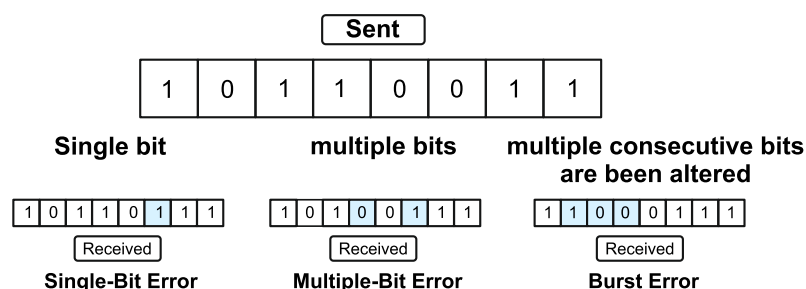 Sent
1 0 1 1 0 0 1 1
Single bit
multiple bits
multiple consecutive bits
are been altered
1 0 1 1 0 1 1 1
1 0 1 0 0 1 1 1
1 1 0 0 0 1 1 1
Received
Received
Received
Single-Bit Error
Multiple-Bit Error
Burst Error